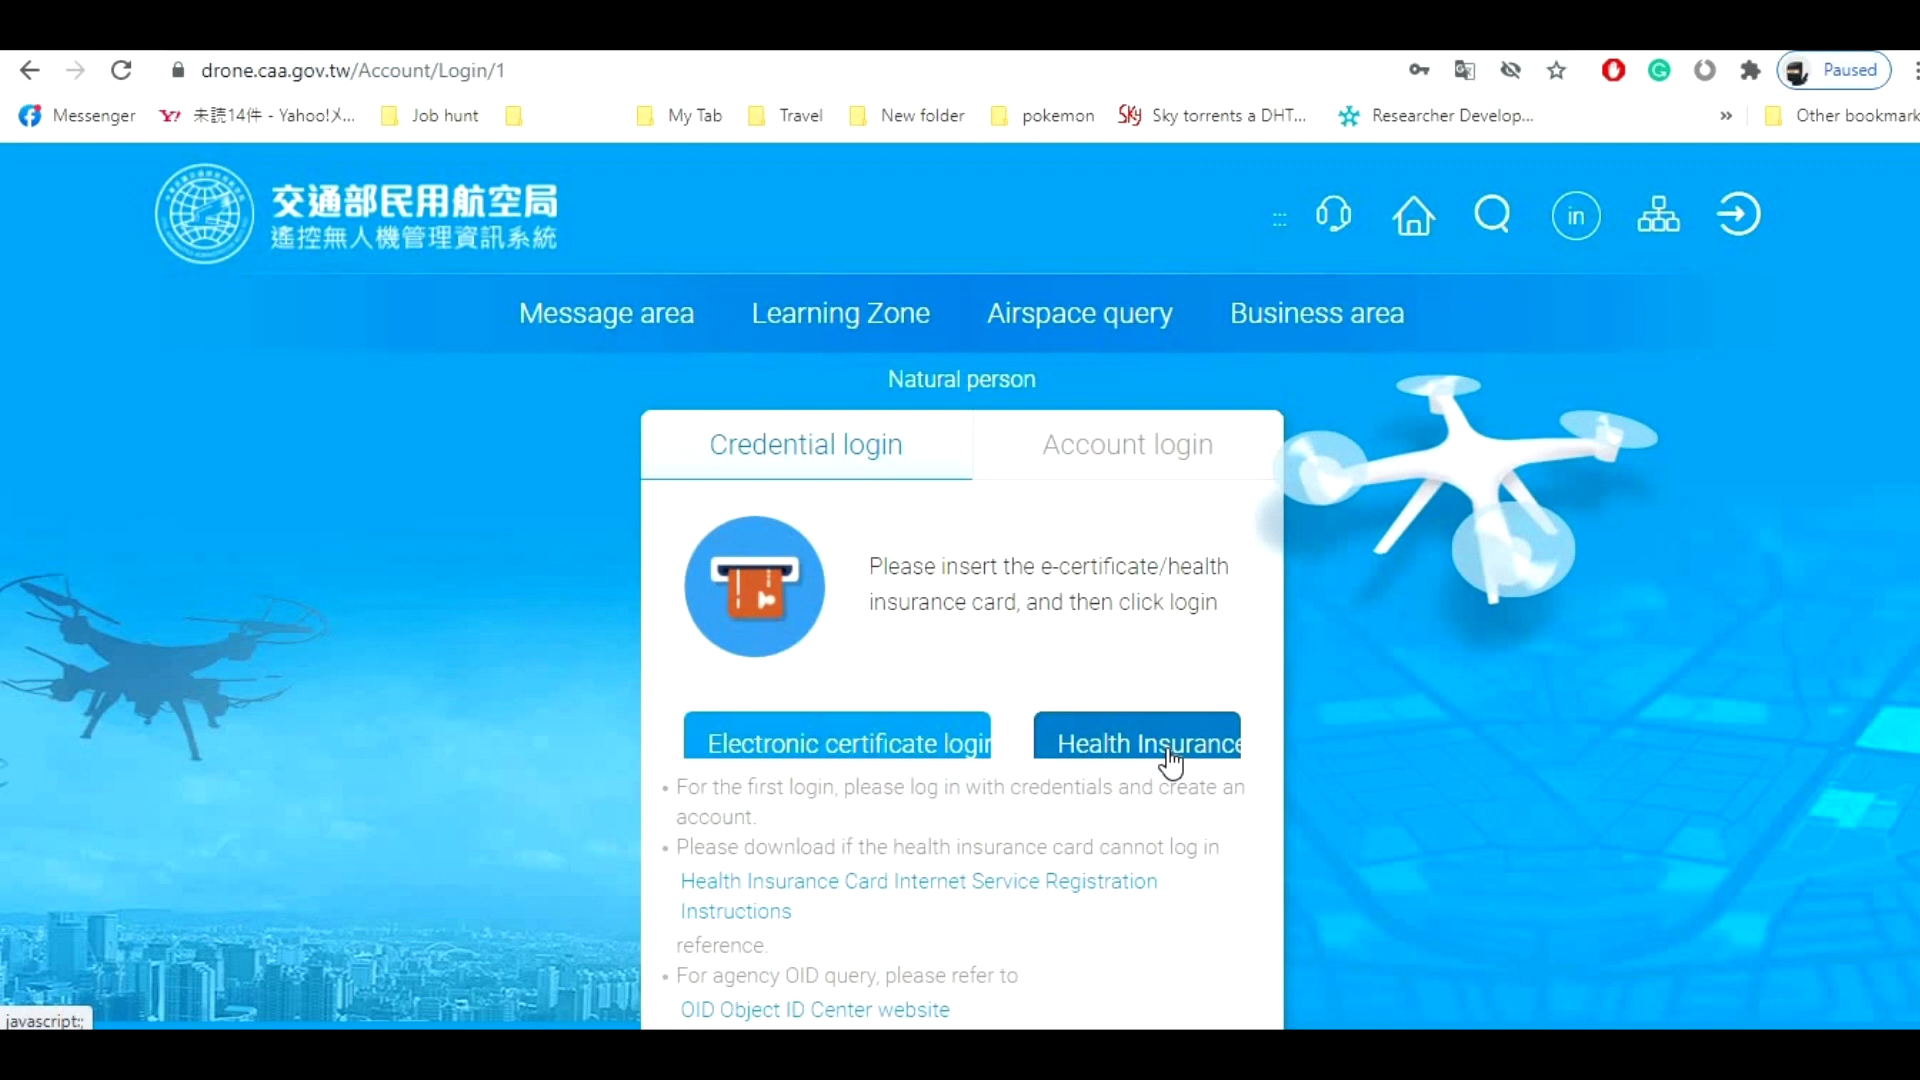 drone.caa.gov.tw/Account/Login/1
Paused
Messenger
未読14件 - Yahoo!メ...
Job hunt
My Tab
Travel
New folder
pokemon
SKY Sky torrents a DHT...
Researcher Develop...
»
Other bookmark
交通部民用航空局
遙控無人機管理資訊系統
:::
in
Message area
Learning Zone
Airspace query
Business area
Natural person
Credential login
Account login
Please insert the e-certificate/health
insurance card, and then click login
Electronic certificate login
Health Insurance
• For the first login, please log in with credentials and create an
account.
• Please download if the health insurance card cannot log in
Health Insurance Card Internet Service Registration
Instructions
reference.
• For agency OID query, please refer to
OID Object ID Center website
javascript:;